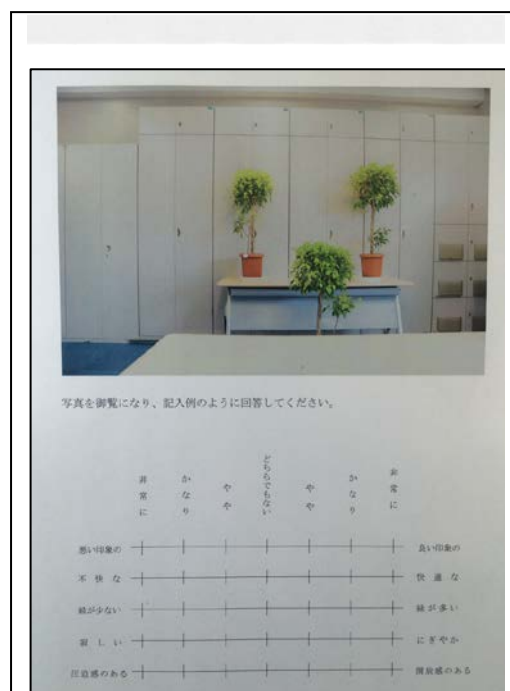 写真を御覧になり、記入例のように回答してください。
非常に かなり やや どちらでもない やや かなり 非常に
悪い印象の 良い印象の
不快な 快適な
緑が少ない 緑が多い
寂しい にぎやか
圧迫感のある 開放感のある